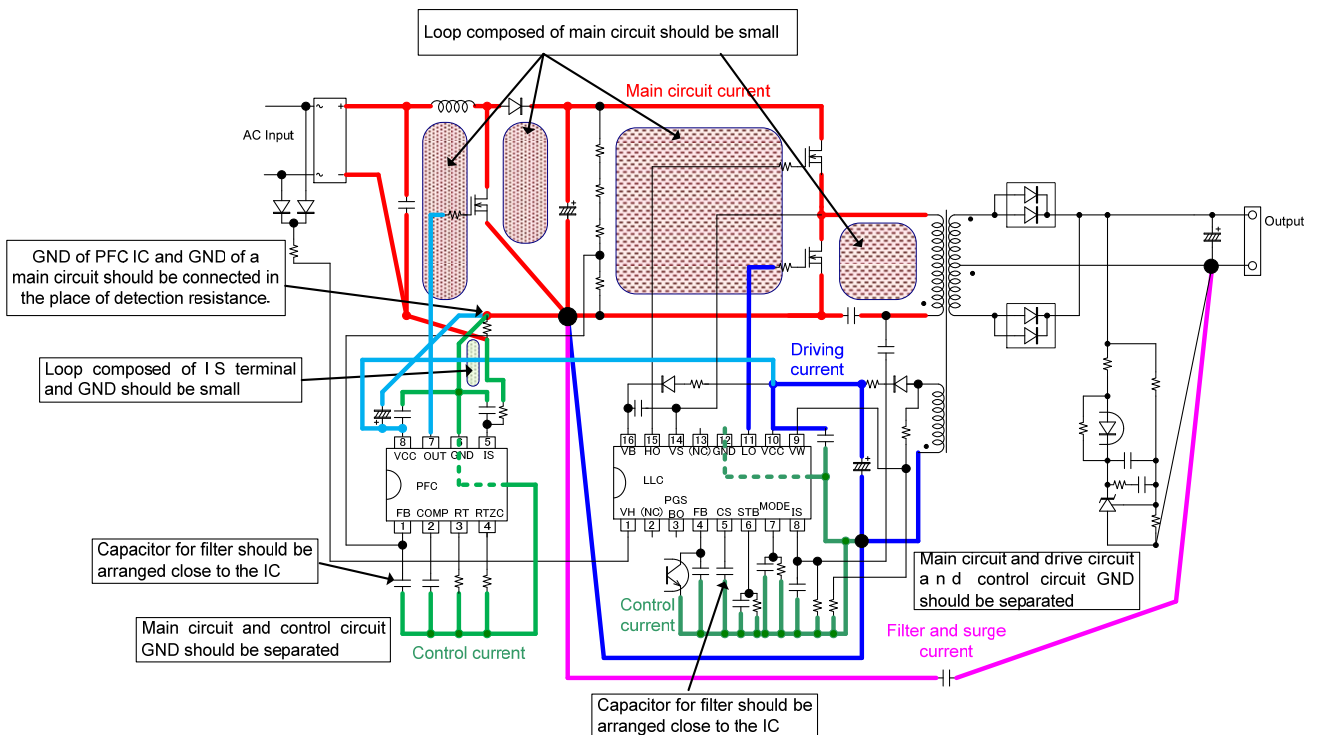 Loop composed of main circuit should be small
Main circuit current
AC Input
~
+
~
−
+
+
Output
GND of PFC IC and GND of a
main circuit should be connected in
the place of detection resistance.
Loop composed of I S terminal
and GND should be small
Driving
current
+
+
8 7 6 5
VCC OUT GND IS
PFC
FB COMP RT RTZC
1 2 3 4
16 15 14 13 12 11 10 9
VB HO VS (NC) GND LO VCC VW
LLC
VH (NC) PGS BO FB CS STB MODE IS
1 2 3 4 5 6 7 8
Capacitor for filter should be
arranged close to the IC
Main circuit and drive circuit
and control circuit GND
should be separated
Main circuit and control circuit
GND should be separated
Control current
Control
current
Filter and surge
current
Capacitor for filter should be
arranged close to the IC